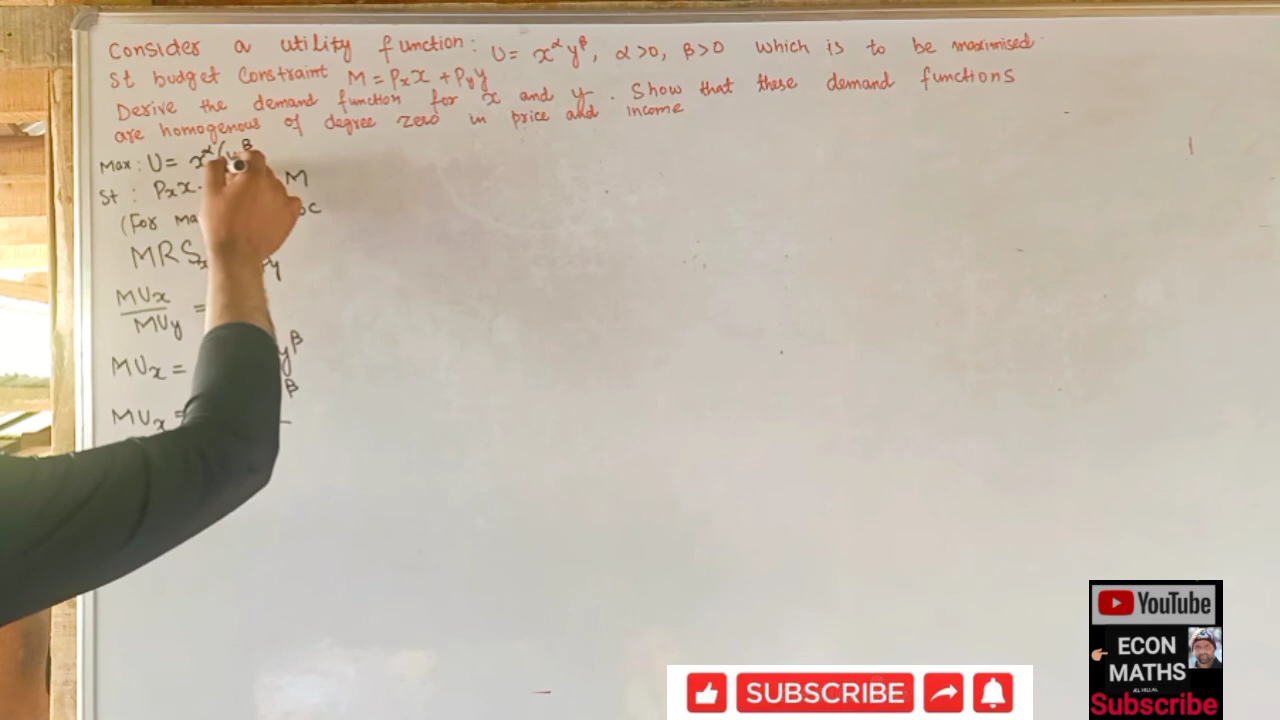 Consider a utility function: U = x^α y^β, α>0, β>0 which is to be maximised
St budget Constraint M = Pₓx + Pᵧy
Derive the demand function for x and y. Show that these demand functions
are homogenous of degree zero in price and income
Max: U = x^α (y^β
St : Pₓx M
(For
MRS
MUx
MUy =
MUx = y^β
MUx = β
YouTube
ECON
MATHS
Subscribe
SUBSCRIBE